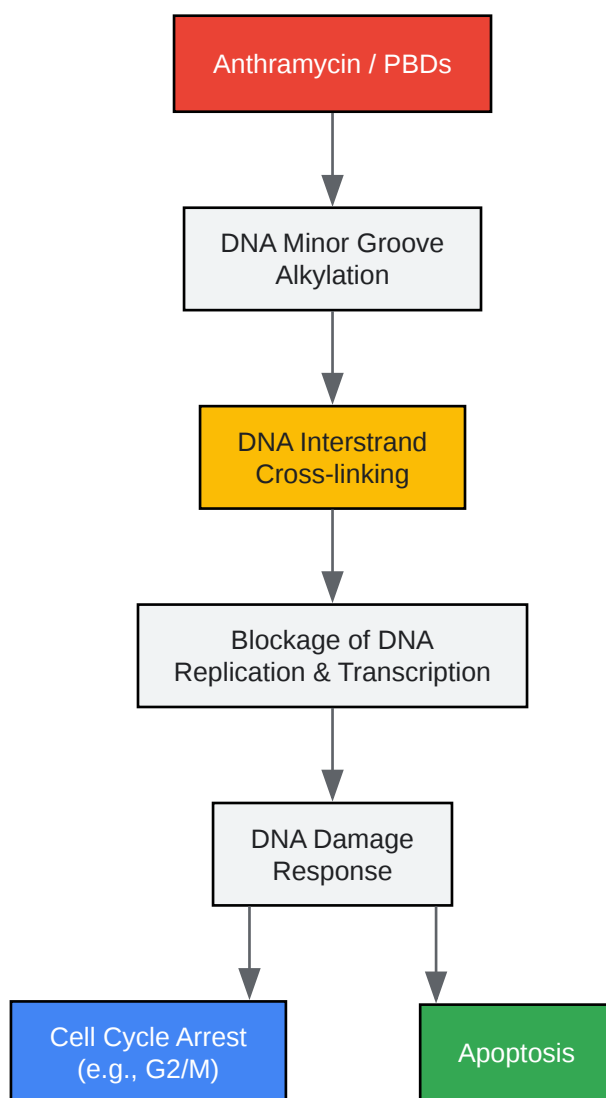 Anthramycin / PBDs
DNA Minor Groove
Alkylation
DNA Interstrand
Cross-linking
Blockage of DNA
Replication & Transcription
DNA Damage
Response
Cell Cycle Arrest
(e.g., G2/M)
Apoptosis